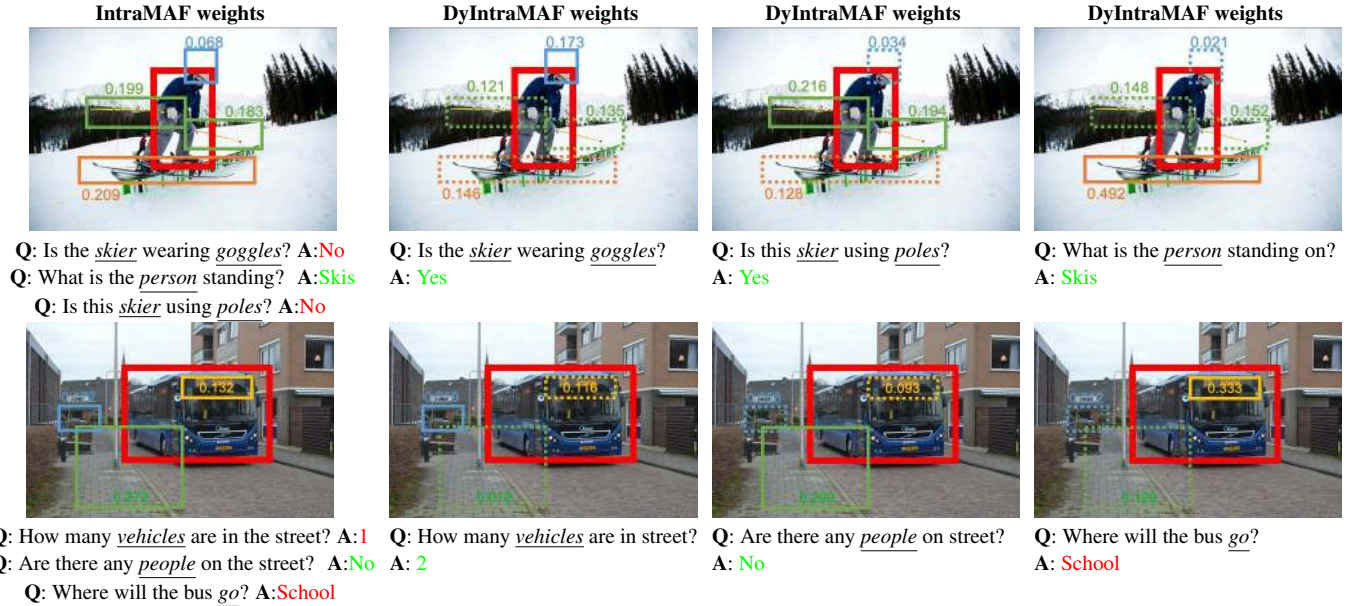 IntraMAF weights DyIntraMAF weights DyIntraMAF weights DyIntraMAF weights
0.068 0.173 0.034 0.021
0.199 0.121 0.216 0.148
0.183 0.135 0.194 0.152
0.209 0.146 0.128 0.492
Q: Is the skier wearing goggles? A:No
Q: What is the person standing? A:Skis
Q: Is this skier using poles? A:No
Q: Is the skier wearing goggles?
A: Yes
Q: Is this skier using poles?
A: Yes
Q: What is the person standing on?
A: Skis
0.132 0.116 0.093 0.333
0.272
Q: How many vehicles are in the street? A:1
Q: Are there any people on the street? A:No
Q: Where will the bus go? A:School
Q: How many vehicles are in street?
A: 2
Q: Are there any people on street?
A: No
Q: Where will the bus go?
A: School